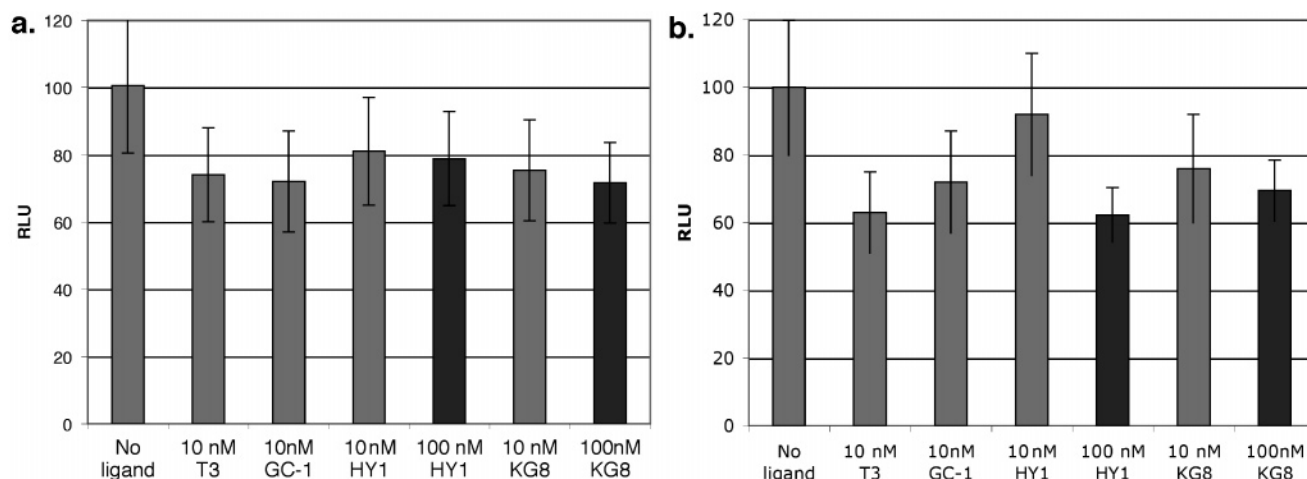 a.
120
100
80
60
40
20
0
RLU
No ligand
10 nM T3
10nM GC-1
10nM HY1
100 nM HY1
10 nM KG8
100nM KG8
b.
120
100
80
60
40
20
0
RLU
No ligand
10 nM T3
10nM GC-1
10nM HY1
100 nM HY1
10 nM KG8
100nM KG8